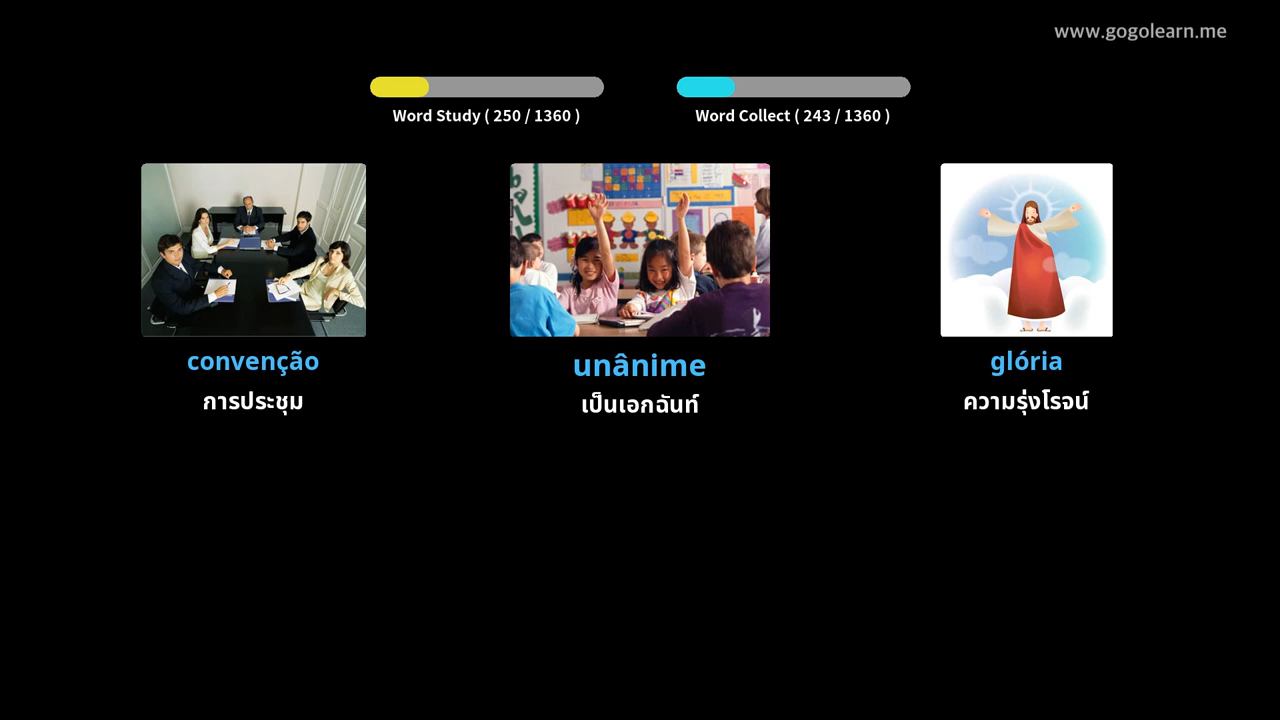 www.gogolearn.me
Word Study ( 250 / 1360 )
Word Collect ( 243 / 1360 )
convenção
unânime
glória
การประชุม
เป็นเอกฉันท์
ความรุ่งโรจน์